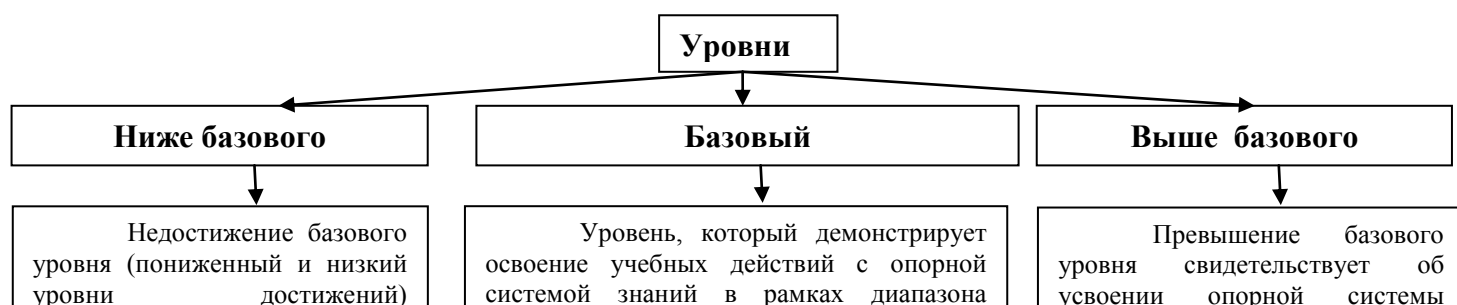 Уровни
Ниже базового
Базовый
Выше базового
Недостижение базового
уровня (пониженный и низкий
уровни достижений)
Уровень, который демонстрирует
освоение учебных действий с опорной
системой знаний в рамках диапазона
Превышение базового
уровня свидетельствует об
усвоении опорной системы